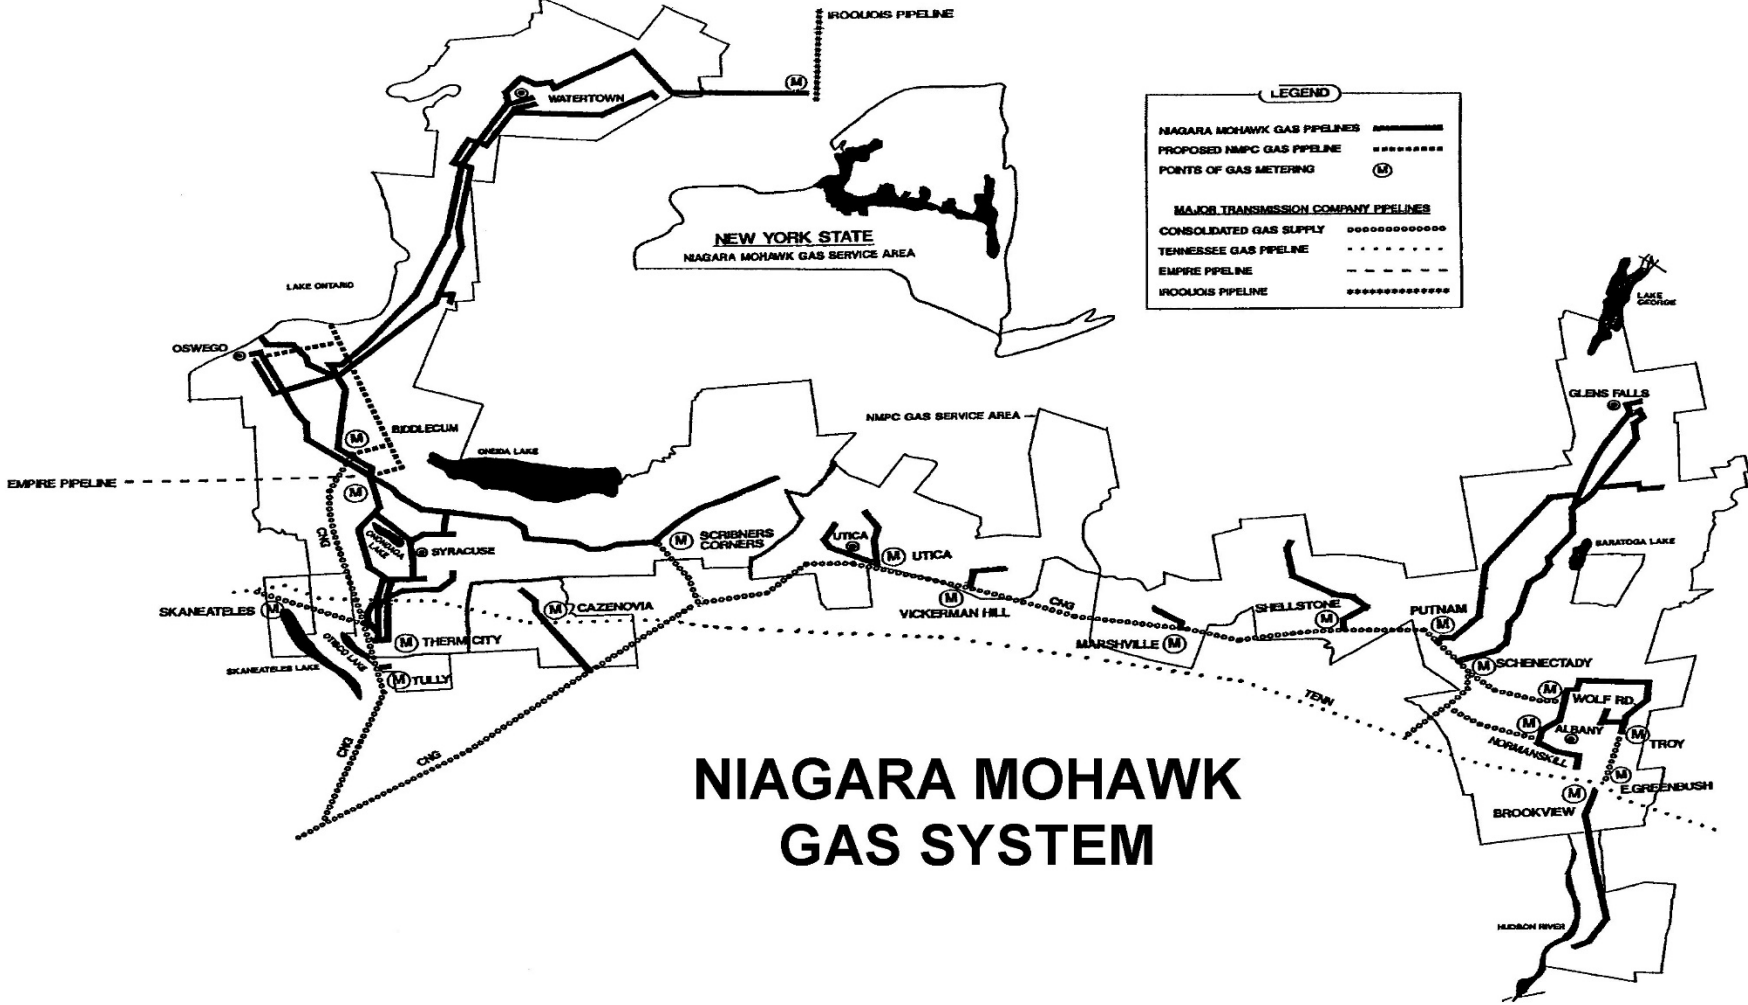 IROQUOIS PIPELINE
M
WATERTOWN
LEGEND
NIAGARA MOHAWK GAS PIPELINES
PROPOSED NMPC GAS PIPELINE
POINTS OF GAS METERING M
MAJOR TRANSMISSION COMPANY PIPELINES
CONSOLIDATED GAS SUPPLY
TENNESSEE GAS PIPELINE
EMPIRE PIPELINE
IROQUOIS PIPELINE
NEW YORK STATE
NIAGARA MOHAWK GAS SERVICE AREA
LAKE ONTARIO
LAKE
GEORGE
OSWEGO
GLENS FALLS
NMPC GAS SERVICE AREA
BIDDLECUM
M
ONEIDA LAKE
EMPIRE PIPELINE
M
CNG
ONONDAGA
LAKE
SYRACUSE
M
SCRIBNERS
CORNERS
UTICA
M UTICA
SARATOGA LAKE
SKANEATELES M
M CAZENOVIA
M
VICKERMAN HILL
CNG
MARSHVILLE M
SHELLSTONE
M
PUTNAM
M
M THERM CITY
OTISCO LAKE
SKANEATELES LAKE
M TULLY
M SCHENECTADY
M
WOLF RD.
TENN
M
ALBANY
NORMANSKILL
M
TROY
CNG
CNG
M
E.GREENBUSH
M
BROOKVIEW
NIAGARA MOHAWK
GAS SYSTEM
HUDSON RIVER